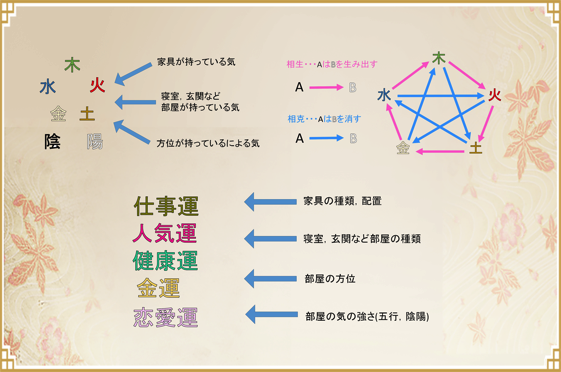 木
水 火
金 土
陰 陽
家具が持っている気
寝室, 玄関など
部屋が持っている気
方位が持っているによる気
相生・・・AはBを生み出す
A B
相克・・・AはBを消す
A B
木
水 火
金 土
仕事運
人気運
健康運
金運
恋愛運
家具の種類, 配置
寝室, 玄関など部屋の種類
部屋の方位
部屋の気の強さ(五行, 陰陽)